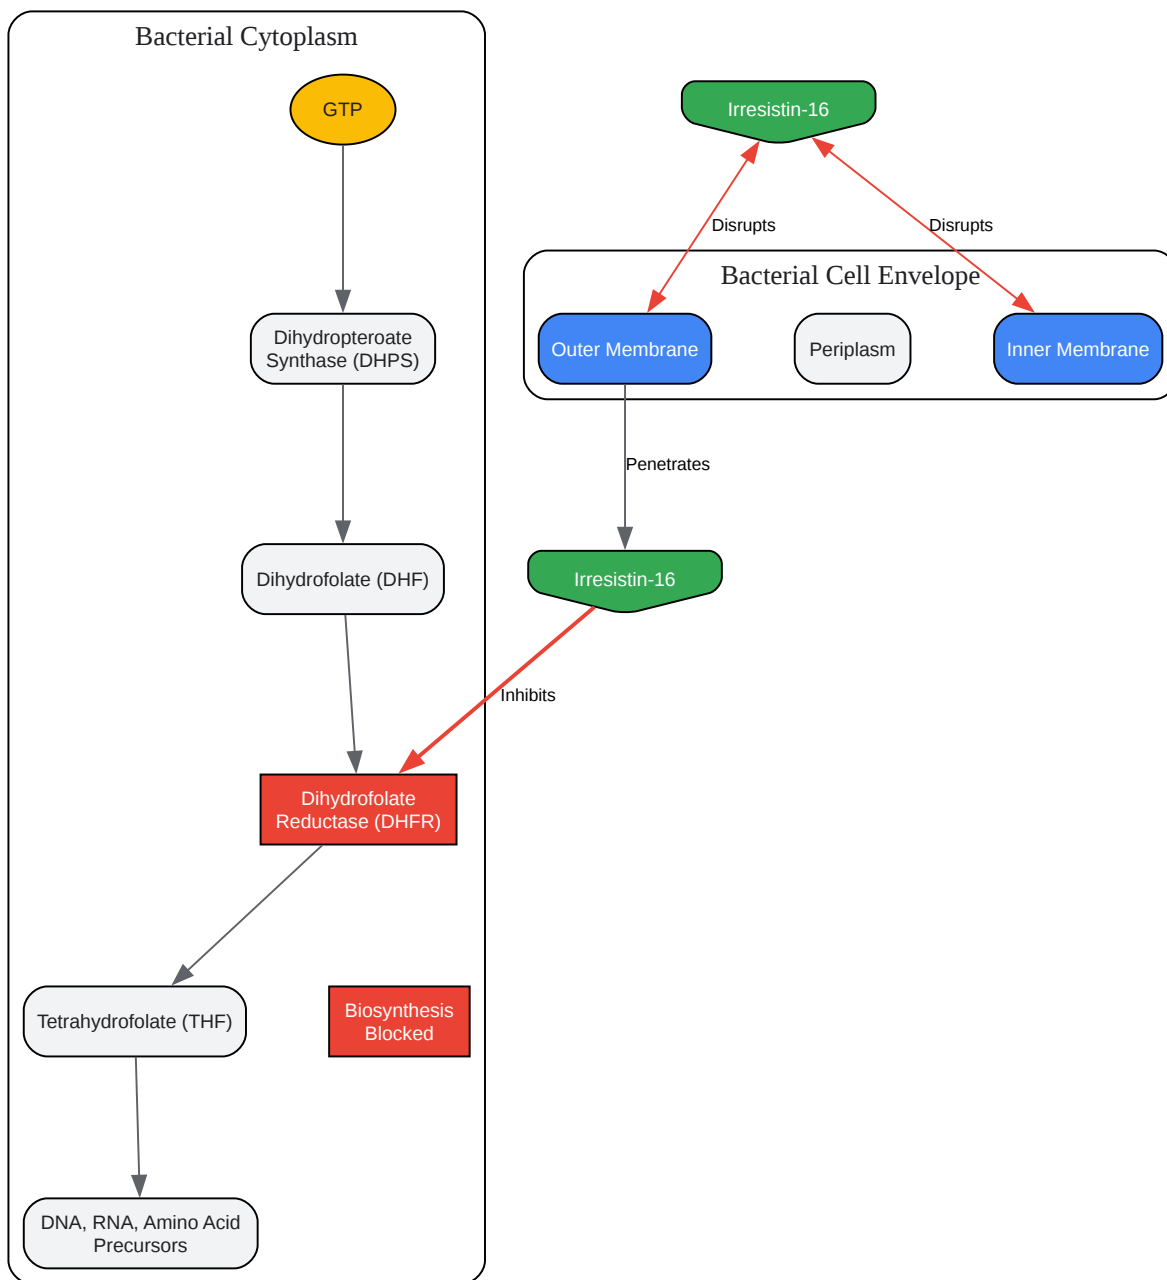 Bacterial Cytoplasm
GTP
Irresistin-16
Disrupts
Disrupts
Bacterial Cell Envelope
Dihydropteroate
Synthase (DHPS)
Outer Membrane
Periplasm
Inner Membrane
Penetrates
Dihydrofolate (DHF)
Irresistin-16
Inhibits
Dihydrofolate
Reductase (DHFR)
Tetrahydrofolate (THF)
Biosynthesis
Blocked
DNA, RNA, Amino Acid
Precursors